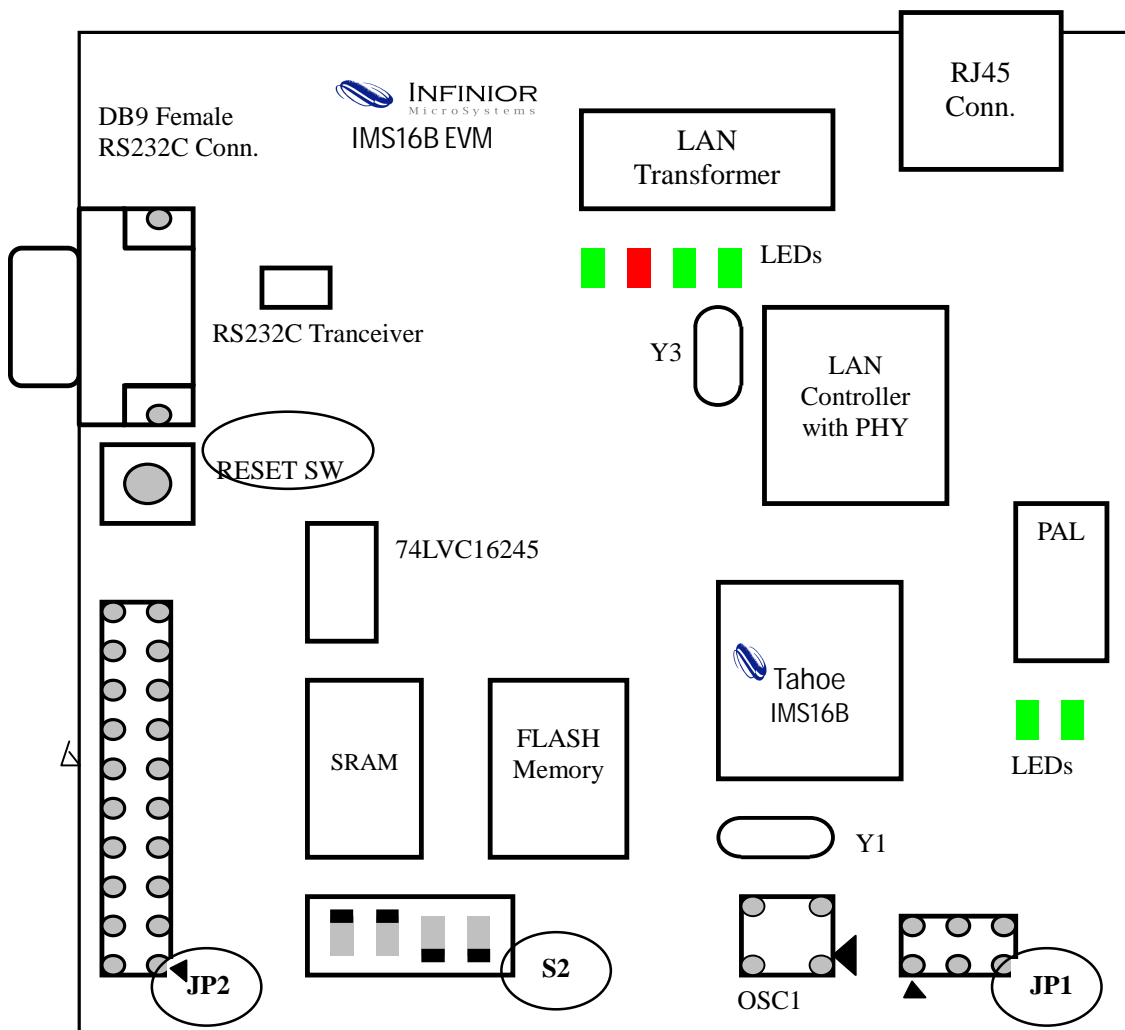 RJ45
Conn.
INFINIOR
MicroSystems
IMS16B EVM
DB9 Female
RS232C Conn.
LAN
Transformer
LEDs
RS232C Tranceiver
Y3
LAN
Controller
with PHY
RESET SW
74LVC16245
PAL
Tahoe
IMS16B
SRAM
FLASH
Memory
LEDs
Y1
JP2
S2
OSC1
JP1